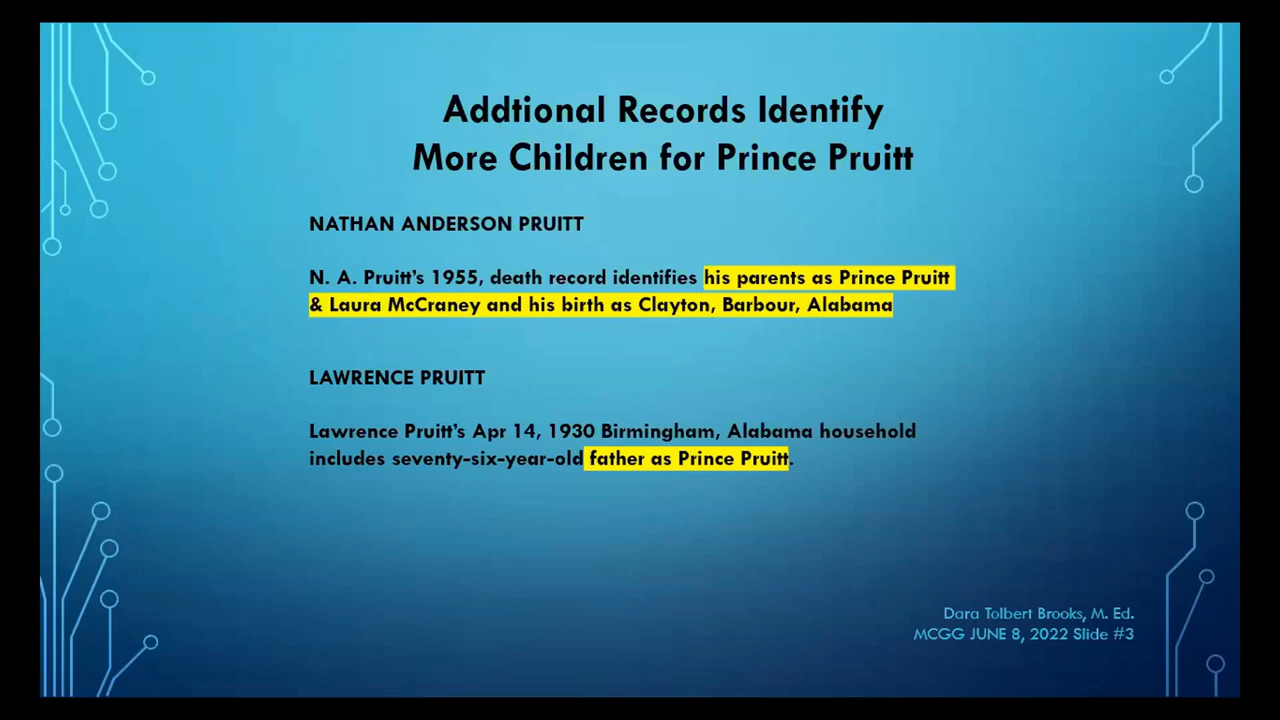 Addtional Records Identify
More Children for Prince Pruitt
NATHAN ANDERSON PRUITT
N. A. Pruitt's 1955, death record identifies his parents as Prince Pruitt
& Laura McCraney and his birth as Clayton, Barbour, Alabama
LAWRENCE PRUITT
Lawrence Pruitt's Apr 14, 1930 Birmingham, Alabama household
includes seventy-six-year-old father as Prince Pruitt.
Dara Tolbert Brooks, M. Ed.
MCGG JUNE 8, 2022 Slide #3